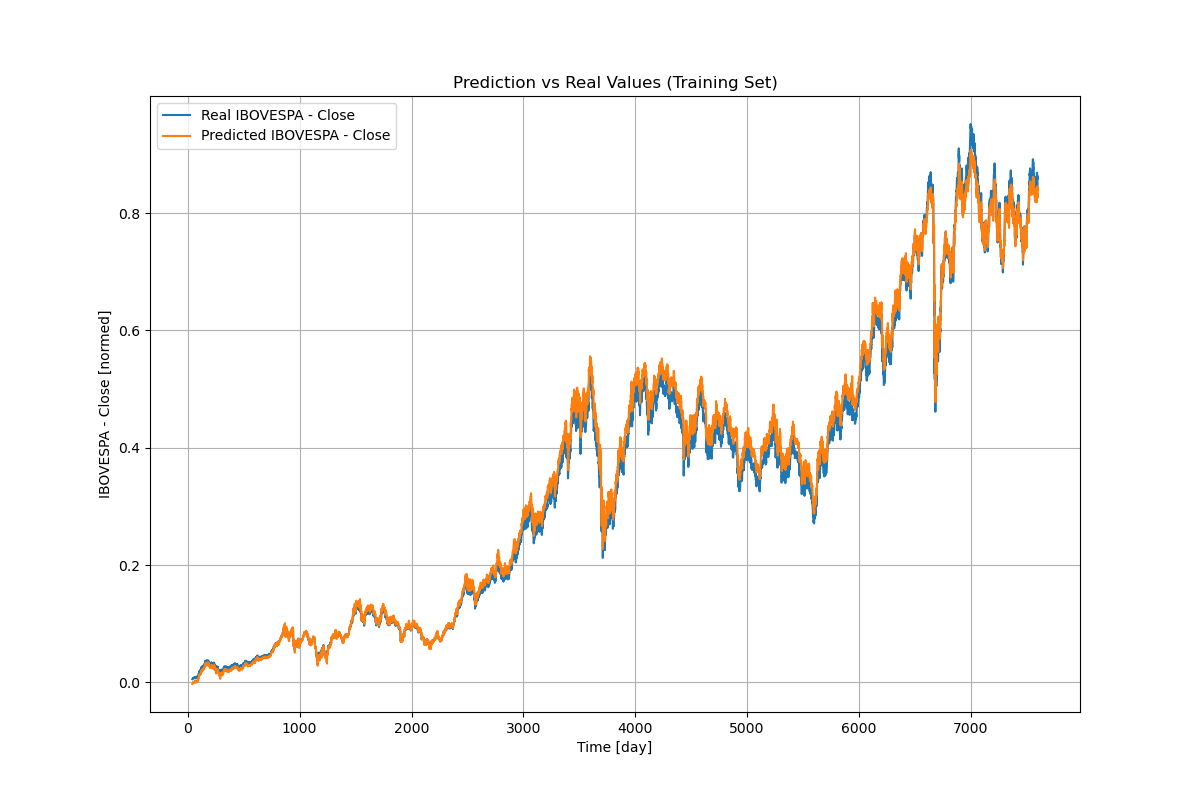 Prediction vs Real Values (Training Set)
Real IBOVESPA - Close
Predicted IBOVESPA - Close
IBOVESPA - Close [normed]
0.8
0.6
0.4
0.2
0.0
0 1000 2000 3000 4000 5000 6000 7000
Time [day]